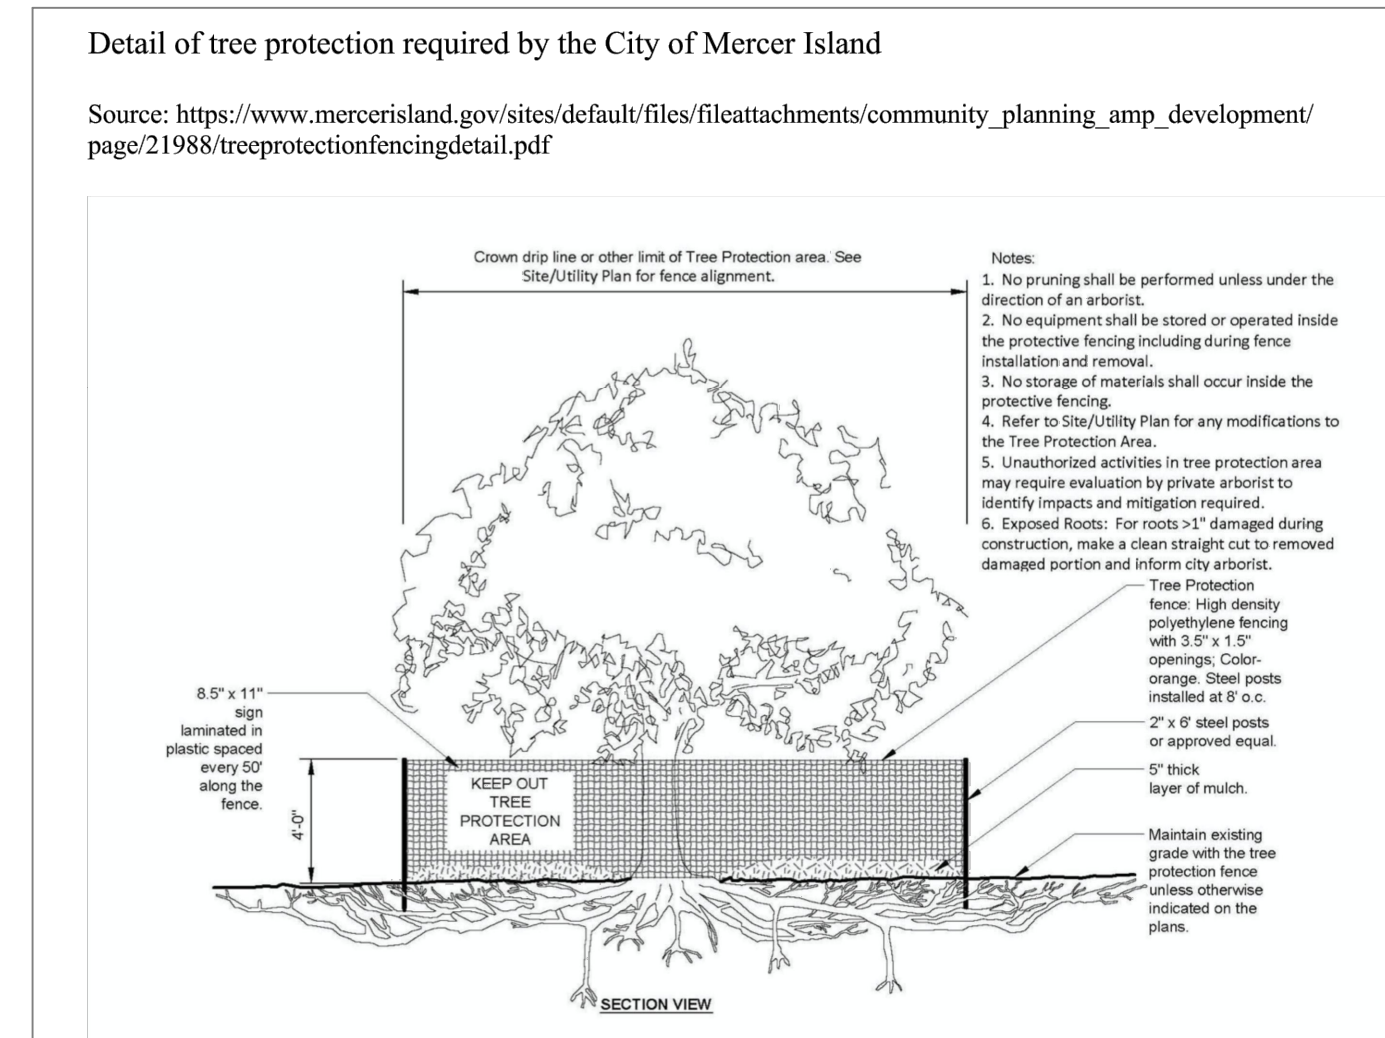 Detail of tree protection required by the City of Mercer Island
Source: https://www.mercerisland.gov/sites/default/files/fileattachments/community_planning_amp_development/
page/21988/treeprotectionfencingdetail.pdf
Crown drip line or other limit of Tree Protection area. See
Site/Utility Plan for fence alignment.
Notes:
1. No pruning shall be performed unless under the
direction of an arborist.
2. No equipment shall be stored or operated inside
the protective fencing including during fence
installation and removal.
3. No storage of materials shall occur inside the
protective fencing.
4. Refer to Site/Utility Plan for any modifications to
the Tree Protection Area.
5. Unauthorized activities in tree protection area
may require evaluation by private arborist to
identify impacts and mitigation required.
6. Exposed Roots: For roots >1" damaged during
construction, make a clean straight cut to removed
damaged portion and inform city arborist.
Tree Protection
fence: High density
polyethylene fencing
with 3.5" x 1.5"
openings; Color-
orange. Steel posts
installed at 8' o.c.
2" x 6' steel posts
or approved equal.
5" thick
layer of mulch.
Maintain existing
grade with the tree
protection fence
unless otherwise
indicated on the
plans.
8.5" x 11"
sign
laminated in
plastic spaced
every 50'
along the
fence.
4'-0"
KEEP OUT
TREE
PROTECTION
AREA
SECTION VIEW